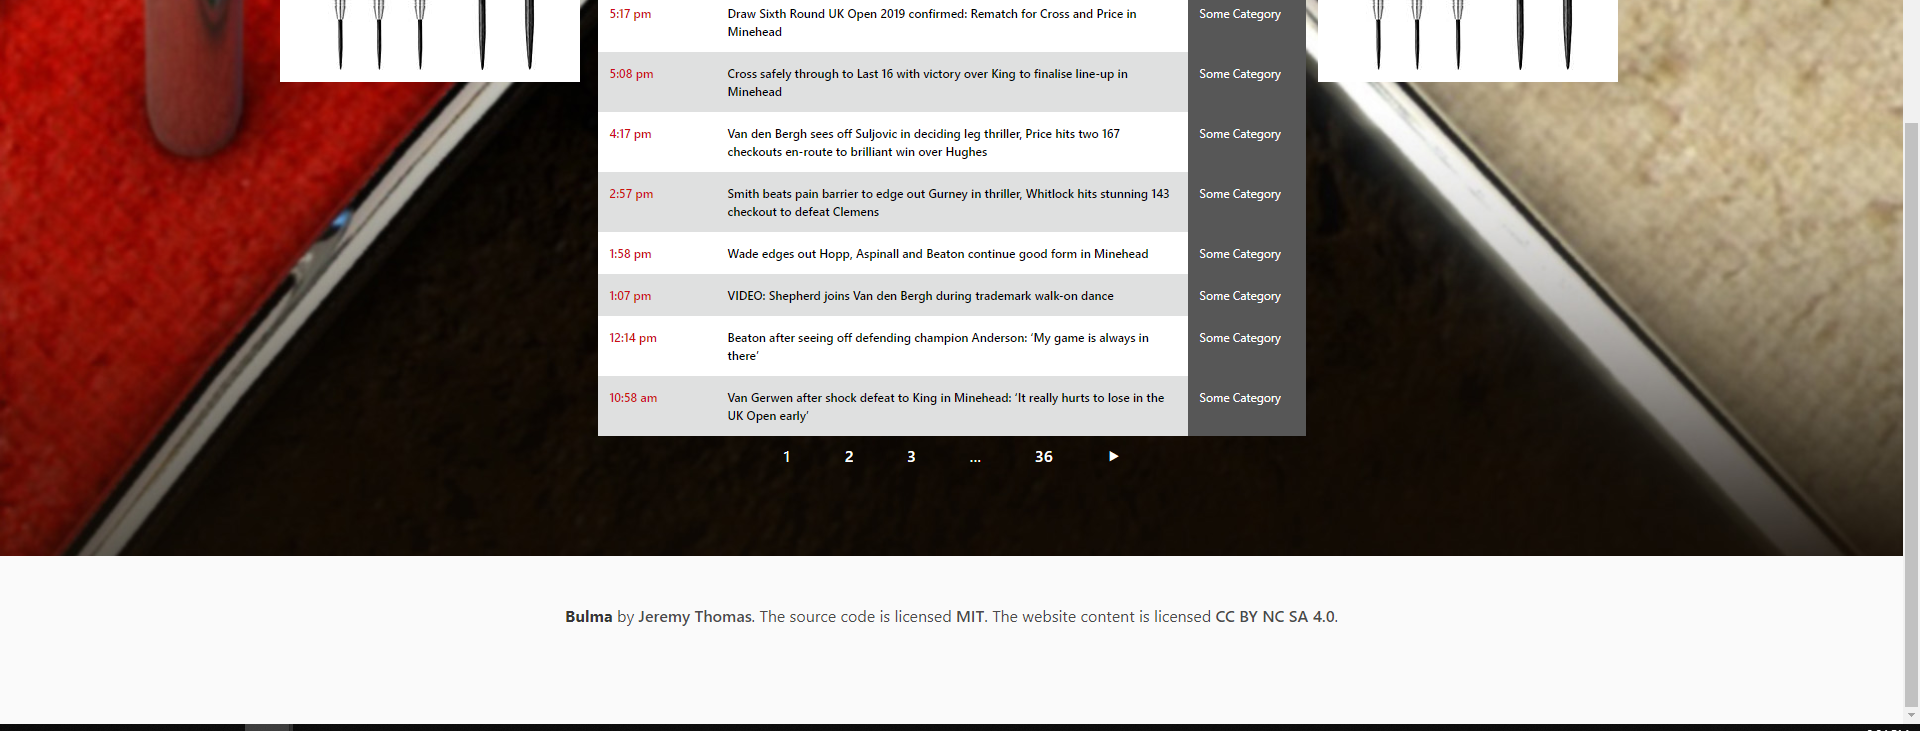 5:17 pm Draw Sixth Round UK Open 2019 confirmed: Rematch for Cross and Price in Some Category
Minehead
5:08 pm Cross safely through to Last 16 with victory over King to finalise line-up in Some Category
Minehead
4:17 pm Van den Bergh sees off Suljovic in deciding leg thriller, Price hits two 167 Some Category
checkouts en-route to brilliant win over Hughes
2:57 pm Smith beats pain barrier to edge out Gurney in thriller, Whitlock hits stunning 143 Some Category
checkout to defeat Clemens
1:58 pm Wade edges out Hopp, Aspinall and Beaton continue good form in Minehead Some Category
1:07 pm VIDEO: Shepherd joins Van den Bergh during trademark walk-on dance Some Category
12:14 pm Beaton after seeing off defending champion Anderson: ‘My game is always in Some Category
there’
10:58 am Van Gerwen after shock defeat to King in Minehead: ‘It really hurts to lose in the Some Category
UK Open early’
1 2 3 ... 36 ▶
Bulma by Jeremy Thomas. The source code is licensed MIT. The website content is licensed CC BY NC SA 4.0.